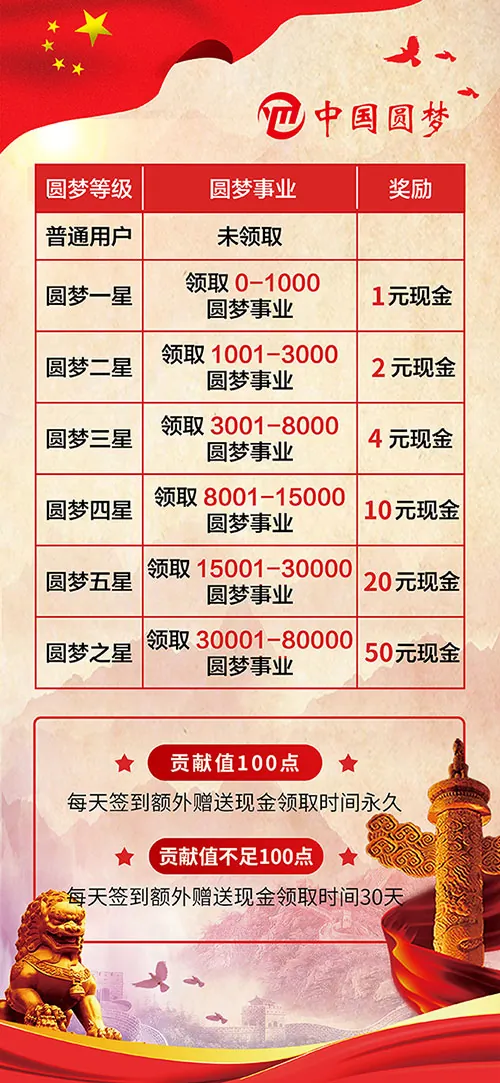 中国圆梦
圆梦等级 圆梦事业 奖励
普通用户 未领取
圆梦一星 领取 0-1000 圆梦事业 1元现金
圆梦二星 领取 1001-3000 圆梦事业 2元现金
圆梦三星 领取 3001-8000 圆梦事业 4元现金
圆梦四星 领取 8001-15000 圆梦事业 10元现金
圆梦五星 领取 15001-30000 圆梦事业 20元现金
圆梦之星 领取 30001-80000 圆梦事业 50元现金
贡献值100点
每天签到额外赠送现金领取时间永久
贡献值不足100点
每天签到额外赠送现金领取时间30天